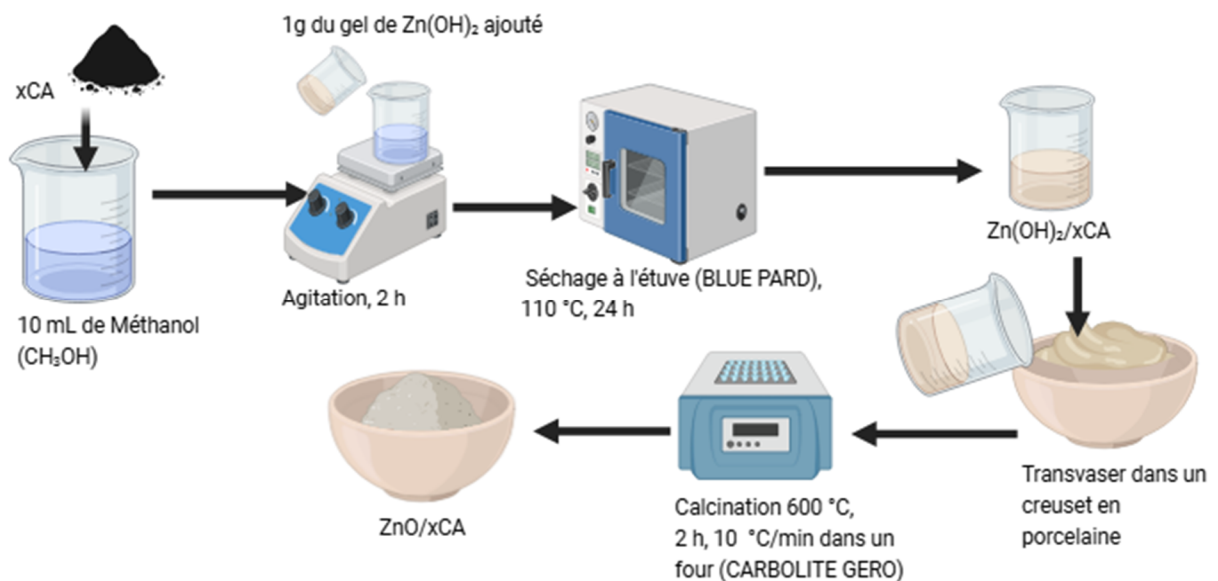 xCA
10 mL de Méthanol
(CH₃OH)
1g du gel de Zn(OH)₂ ajouté
Agitation, 2 h
Séchage à l'étuve (BLUE PARD),
110 °C, 24 h
Zn(OH)₂/xCA
Transvaser dans un
creuset en
porcelaine
Calcination 600 °C,
2 h, 10 °C/min dans un
four (CARBOLITE GERO)
ZnO/xCA